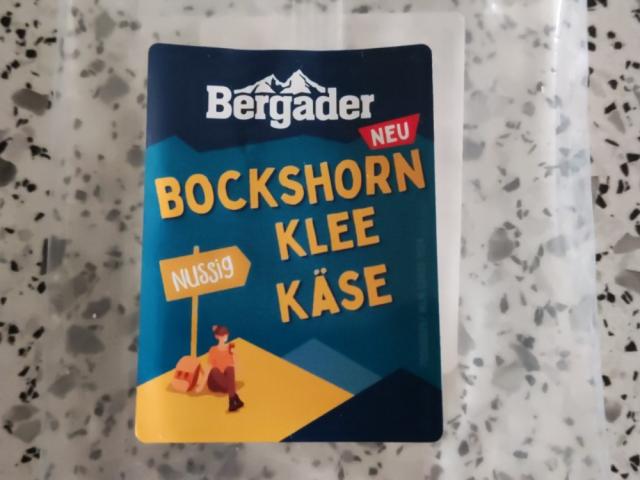 Bergader
NEU
BOCKSHORN
KLEE
KÄSE
Nussig